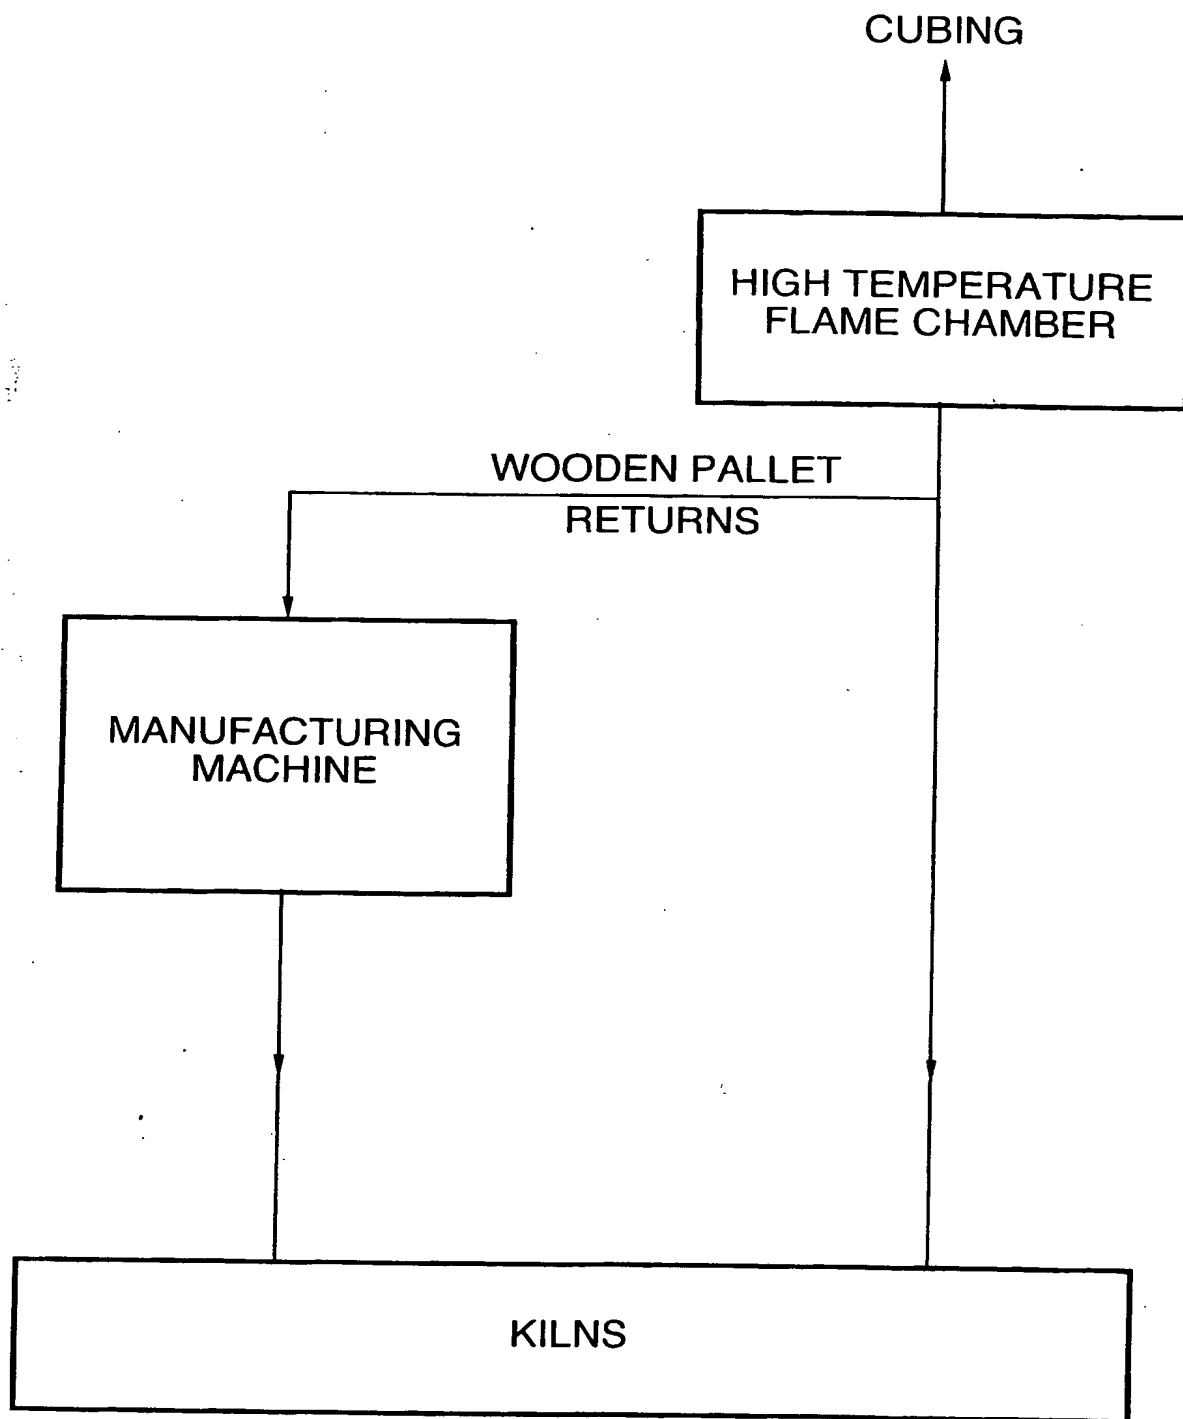 CUBING
HIGH TEMPERATURE
FLAME CHAMBER
WOODEN PALLET
RETURNS
MANUFACTURING
MACHINE
KILNS